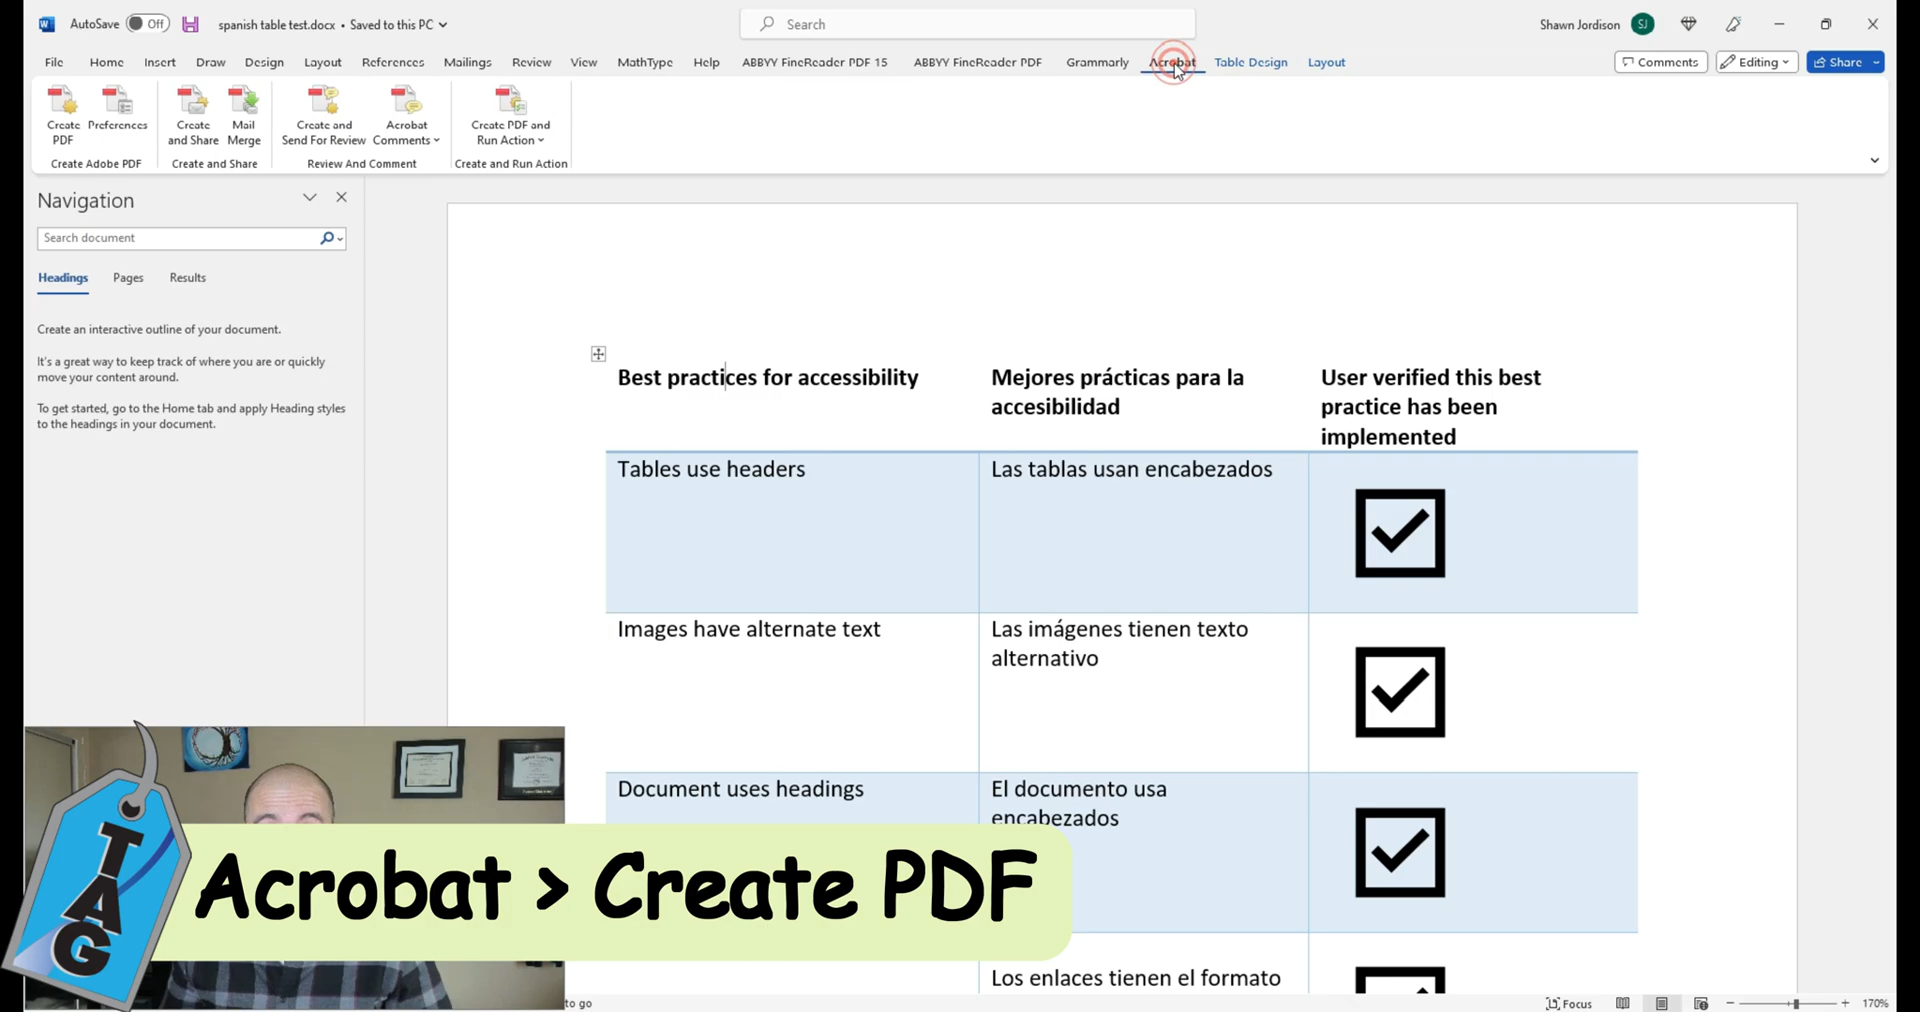 AutoSave Off spanish table test.docx • Saved to this PC Search Shawn Jordison SJ
File Home Insert Draw Design Layout References Mailings Review View MathType Help ABBYY FineReader PDF 15 ABBYY FineReader PDF Grammarly Acrobat Table Design Layout Comments Editing Share
Create PDF
Preferences
Create and Share
Mail Merge
Create and Send For Review
Acrobat Comments
Create PDF and Run Action
Create Adobe PDF Create and Share Review And Comment Create and Run Action
Navigation
Search document
Headings Pages Results
Create an interactive outline of your document.
It's a great way to keep track of where you are or quickly
move your content around.
To get started, go to the Home tab and apply Heading styles
to the headings in your document.
Best practices for accessibility
Mejores prácticas para la
accesibilidad
User verified this best
practice has been
implemented
Tables use headers
Las tablas usan encabezados
Images have alternate text
Las imágenes tienen texto
alternativo
Document uses headings
El documento usa
encabezados
Los enlaces tienen el formato
TAG
Acrobat > Create PDF
to go
Focus
170%